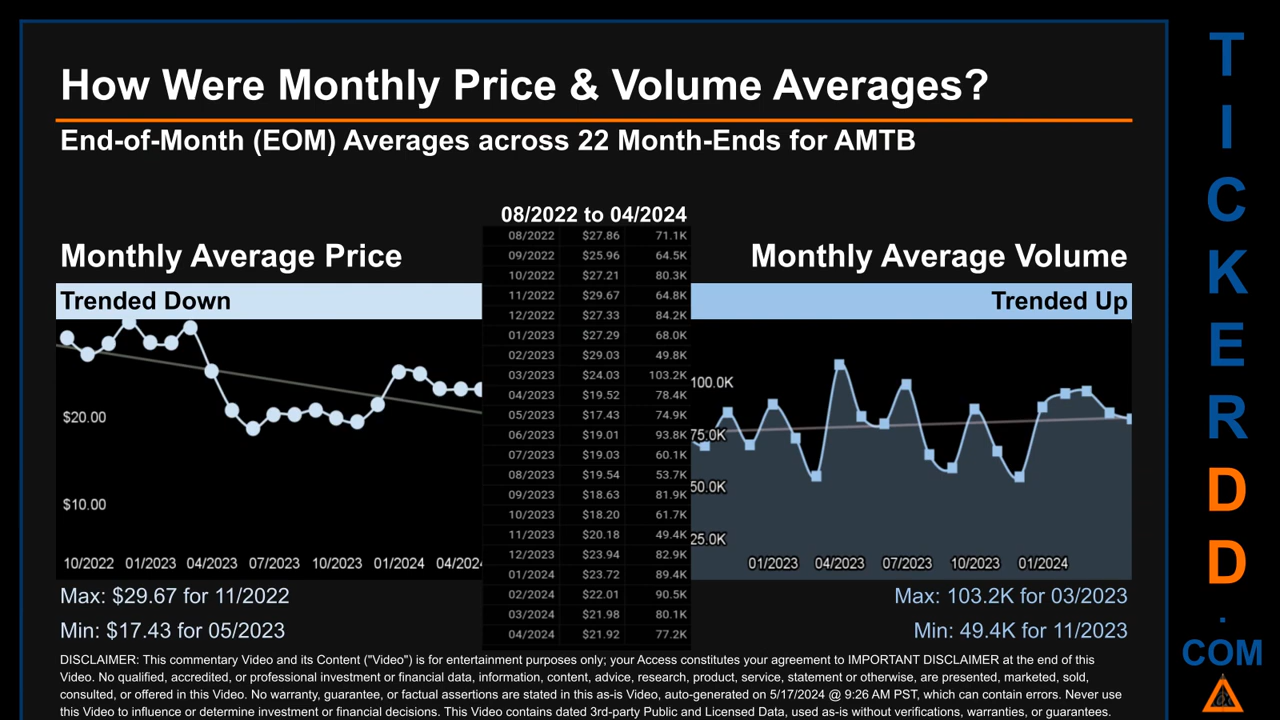 How Were Monthly Price & Volume Averages?
End-of-Month (EOM) Averages across 22 Month-Ends for AMTB
08/2022 to 04/2024
Monthly Average Price
Trended Down
$20.00
$10.00
10/2022 01/2023 04/2023 07/2023 10/2023 01/2024 04/2024
Max: $29.67 for 11/2022
Min: $17.43 for 05/2023
08/2022 $27.86 71.1K
09/2022 $25.96 64.5K
10/2022 $27.21 80.3K
11/2022 $29.67 64.8K
12/2022 $27.33 84.2K
01/2023 $27.29 68.0K
02/2023 $29.03 49.8K
03/2023 $24.03 103.2K
04/2023 $19.52 78.4K
05/2023 $17.43 74.9K
06/2023 $19.01 93.8K
07/2023 $19.03 60.1K
08/2023 $19.54 53.7K
09/2023 $18.63 81.9K
10/2023 $18.20 61.7K
11/2023 $20.18 49.4K
12/2023 $23.94 82.9K
01/2024 $23.72 89.4K
02/2024 $22.01 90.5K
03/2024 $21.98 80.1K
04/2024 $21.92 77.2K
Monthly Average Volume
Trended Up
100.0K
75.0K
50.0K
25.0K
01/2023 04/2023 07/2023 10/2023 01/2024
Max: 103.2K for 03/2023
Min: 49.4K for 11/2023
DISCLAIMER: This commentary Video and its Content ("Video") is for entertainment purposes only; your Access constitutes your agreement to IMPORTANT DISCLAIMER at the end of this
Video. No qualified, accredited, or professional investment or financial data, information, content, advice, research, product, service, statement or otherwise, are presented, marketed, sold,
consulted, or offered in this Video. No warranty, guarantee, or factual assertions are stated in this as-is Video, auto-generated on 5/17/2024 @ 9:26 AM PST, which can contain errors. Never use
this Video to influence or determine investment or financial decisions. This Video contains dated 3rd-party Public and Licensed Data, used as-is without verifications, warranties, or guarantees.
T
I
C
K
E
R
D
D
.
COM